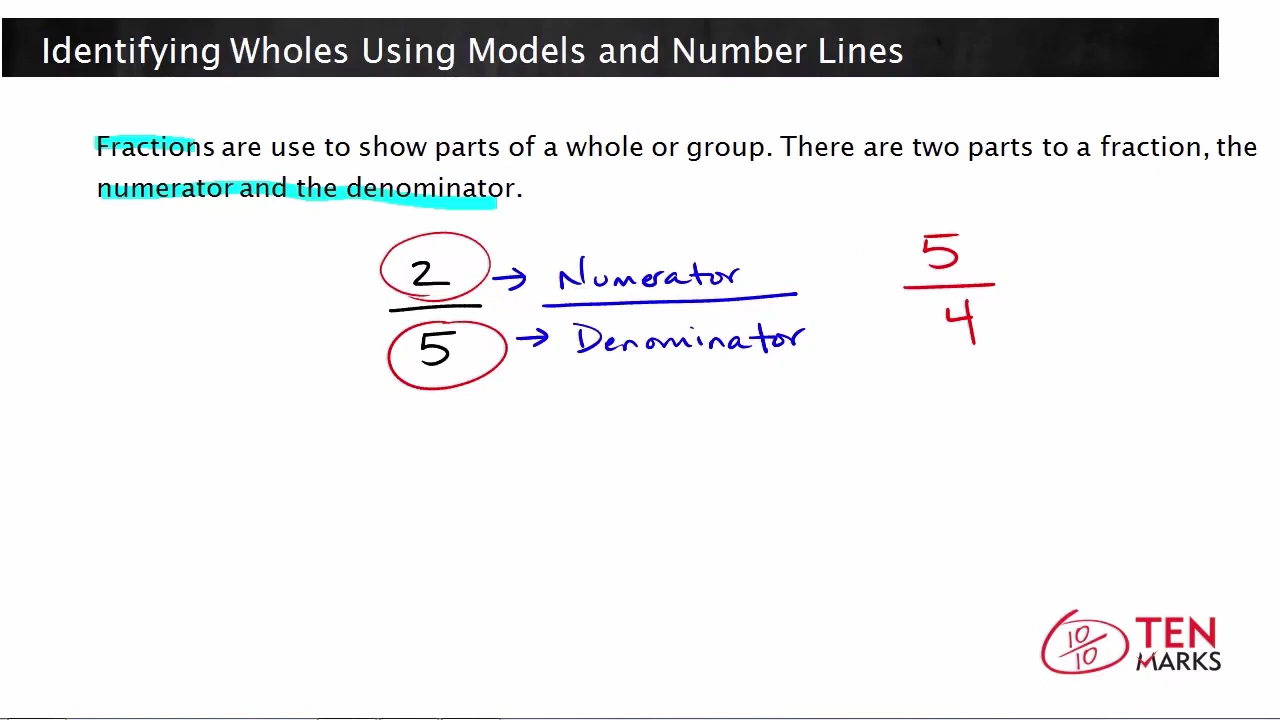 Identifying Wholes Using Models and Number Lines
Fractions are use to show parts of a whole or group. There are two parts to a fraction, the
numerator and the denominator.
2 → Numerator
5 → Denominator
5
4
10
10
TEN
MARKS